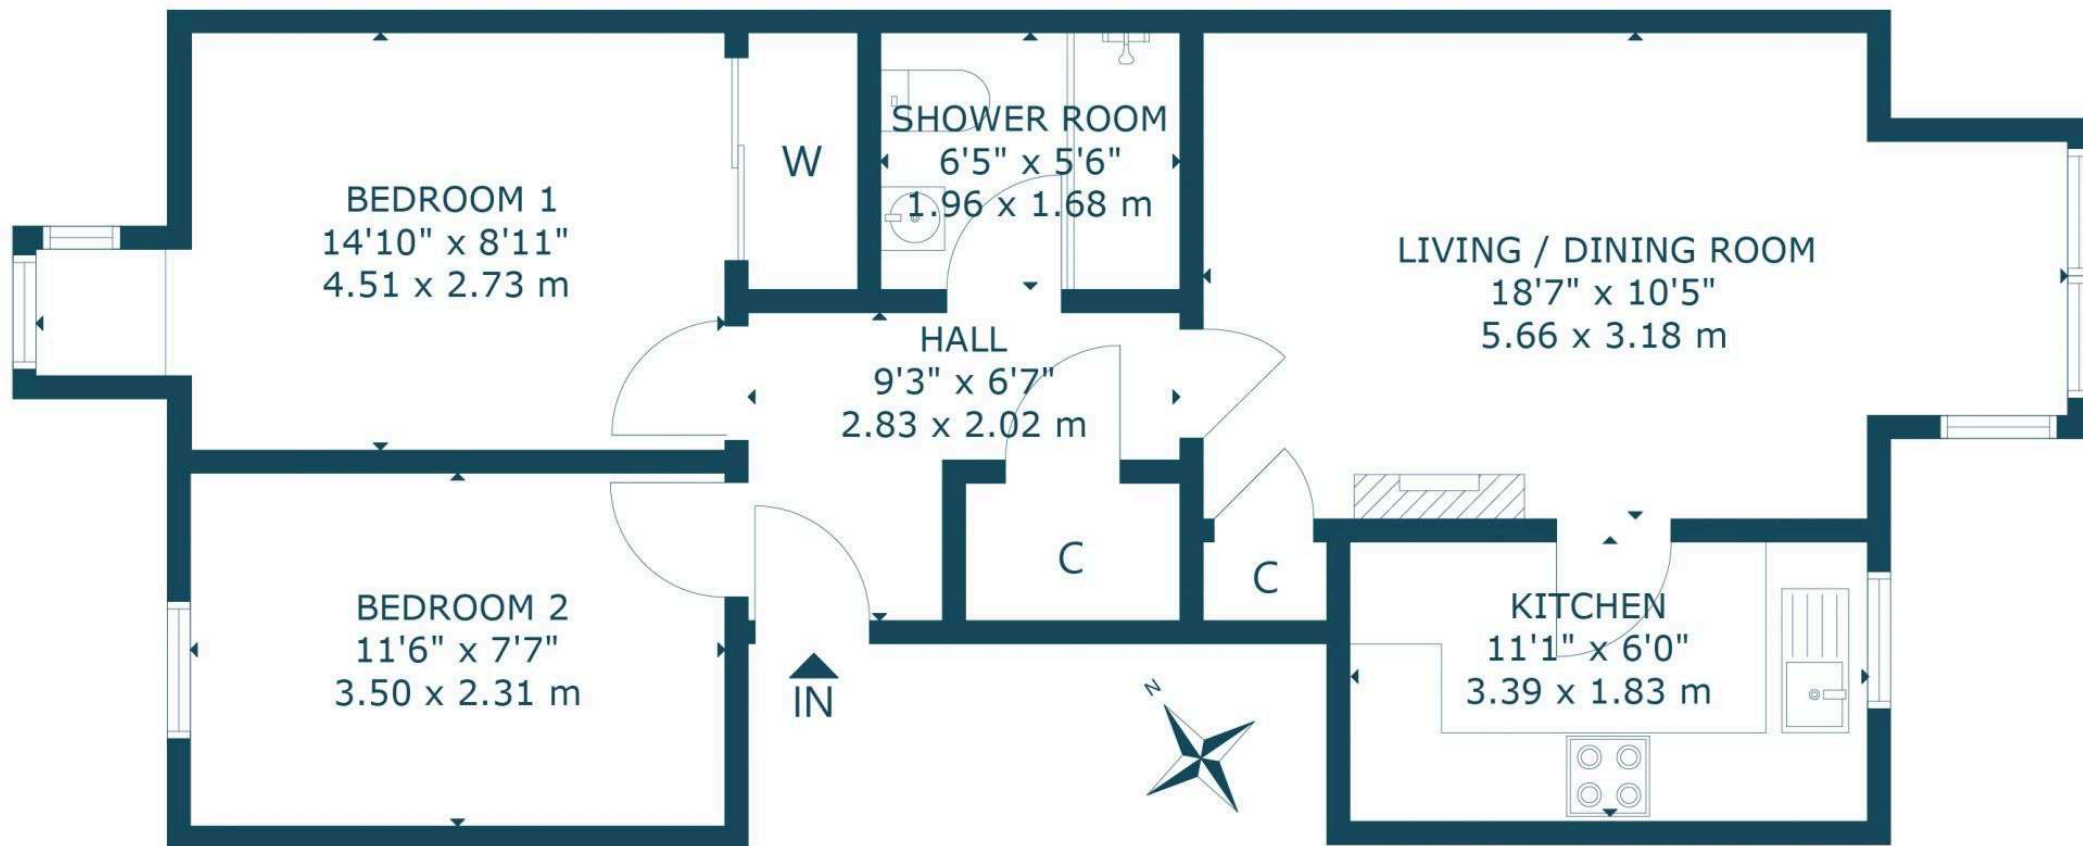 BEDROOM 1
14'10" x 8'11"
4.51 x 2.73 m
W
SHOWER ROOM
6'5" x 5'6"
1.96 x 1.68 m
LIVING / DINING ROOM
18'7" x 10'5"
5.66 x 3.18 m
HALL
9'3" x 6'7"
2.83 x 2.02 m
BEDROOM 2
11'6" x 7'7"
3.50 x 2.31 m
IN
C
C
KITCHEN
11'1" x 6'0"
3.39 x 1.83 m
N